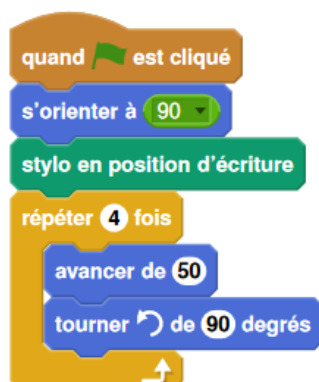 quand est cliqué
s'orienter à 90
stylo en position d'écriture
répéter 4 fois
avancer de 50
tourner de 90 degrés